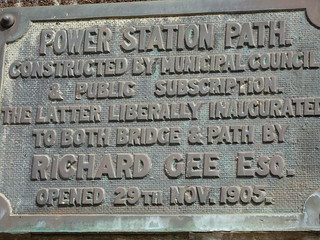 POWER STATION PATH.
CONSTRUCTED BY MUNICIPAL COUNCIL
& PUBLIC SUBSCRIPTION.
THE LATTER LIBERALLY INAUGURATED
TO BOTH BRIDGE & PATH BY
RICHARD GEE ESQ.
OPENED 29TH NOV. 1905.